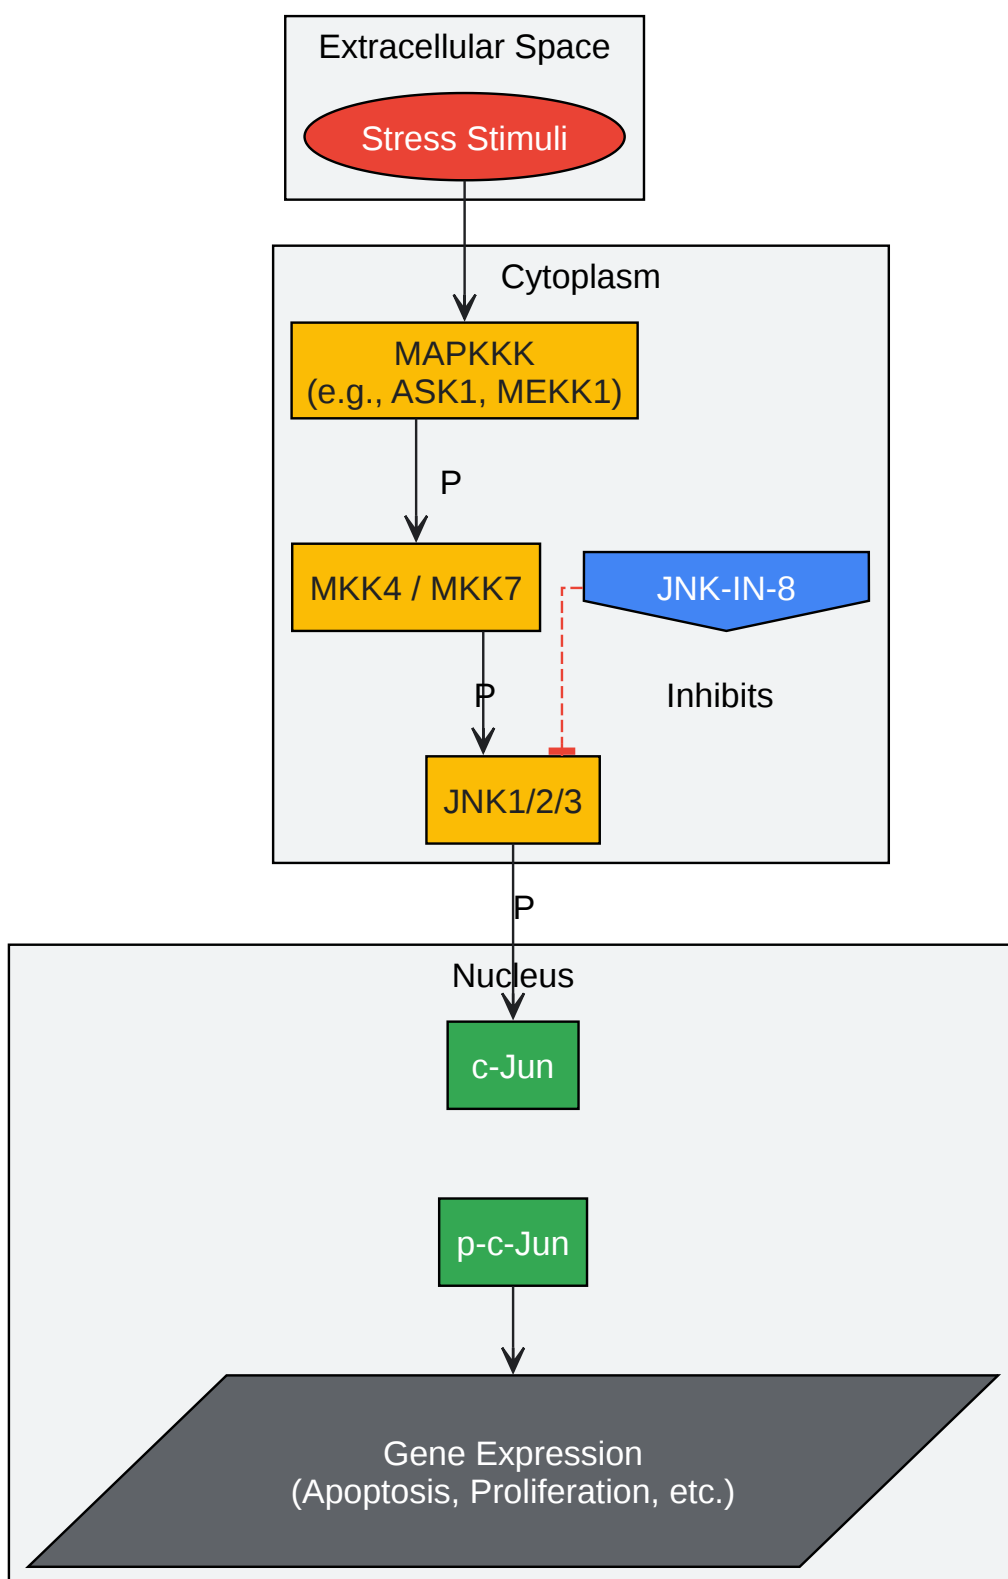 Extracellular Space
Stress Stimuli
Cytoplasm
MAPKKK
(e.g., ASK1, MEKK1)
P
MKK4 / MKK7
JNK-IN-8
P
Inhibits
JNK1/2/3
P
Nucleus
c-Jun
p-c-Jun
Gene Expression
(Apoptosis, Proliferation, etc.)